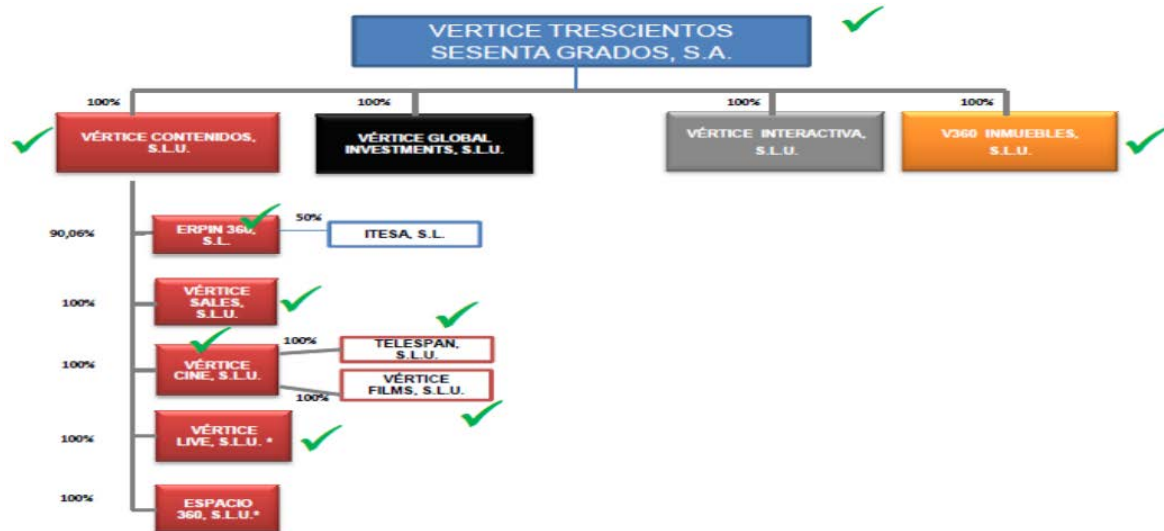 VERTICE TRESCIENTOS
SESENTA GRADOS, S.A.
100%
100%
100%
100%
VÉRTICE CONTENIDOS,
S.L.U.
VÉRTICE GLOBAL
INVESTMENTS, S.L.U.
VÉRTICE INTERACTIVA,
S.L.U.
V360 INMUEBLES,
S.L.U.
90,06%
ERPIN 360,
S.L.
50%
ITESA, S.L.
100%
VÉRTICE
SALES,
S.L.U.
100%
VÉRTICE
CINE, S.L.U.
100%
TELESPAN,
S.L.U.
100%
VÉRTICE
FILMS, S.L.U.
100%
VÉRTICE
LIVE, S.L.U. *
100%
ESPACIO
360, S.L.U.*